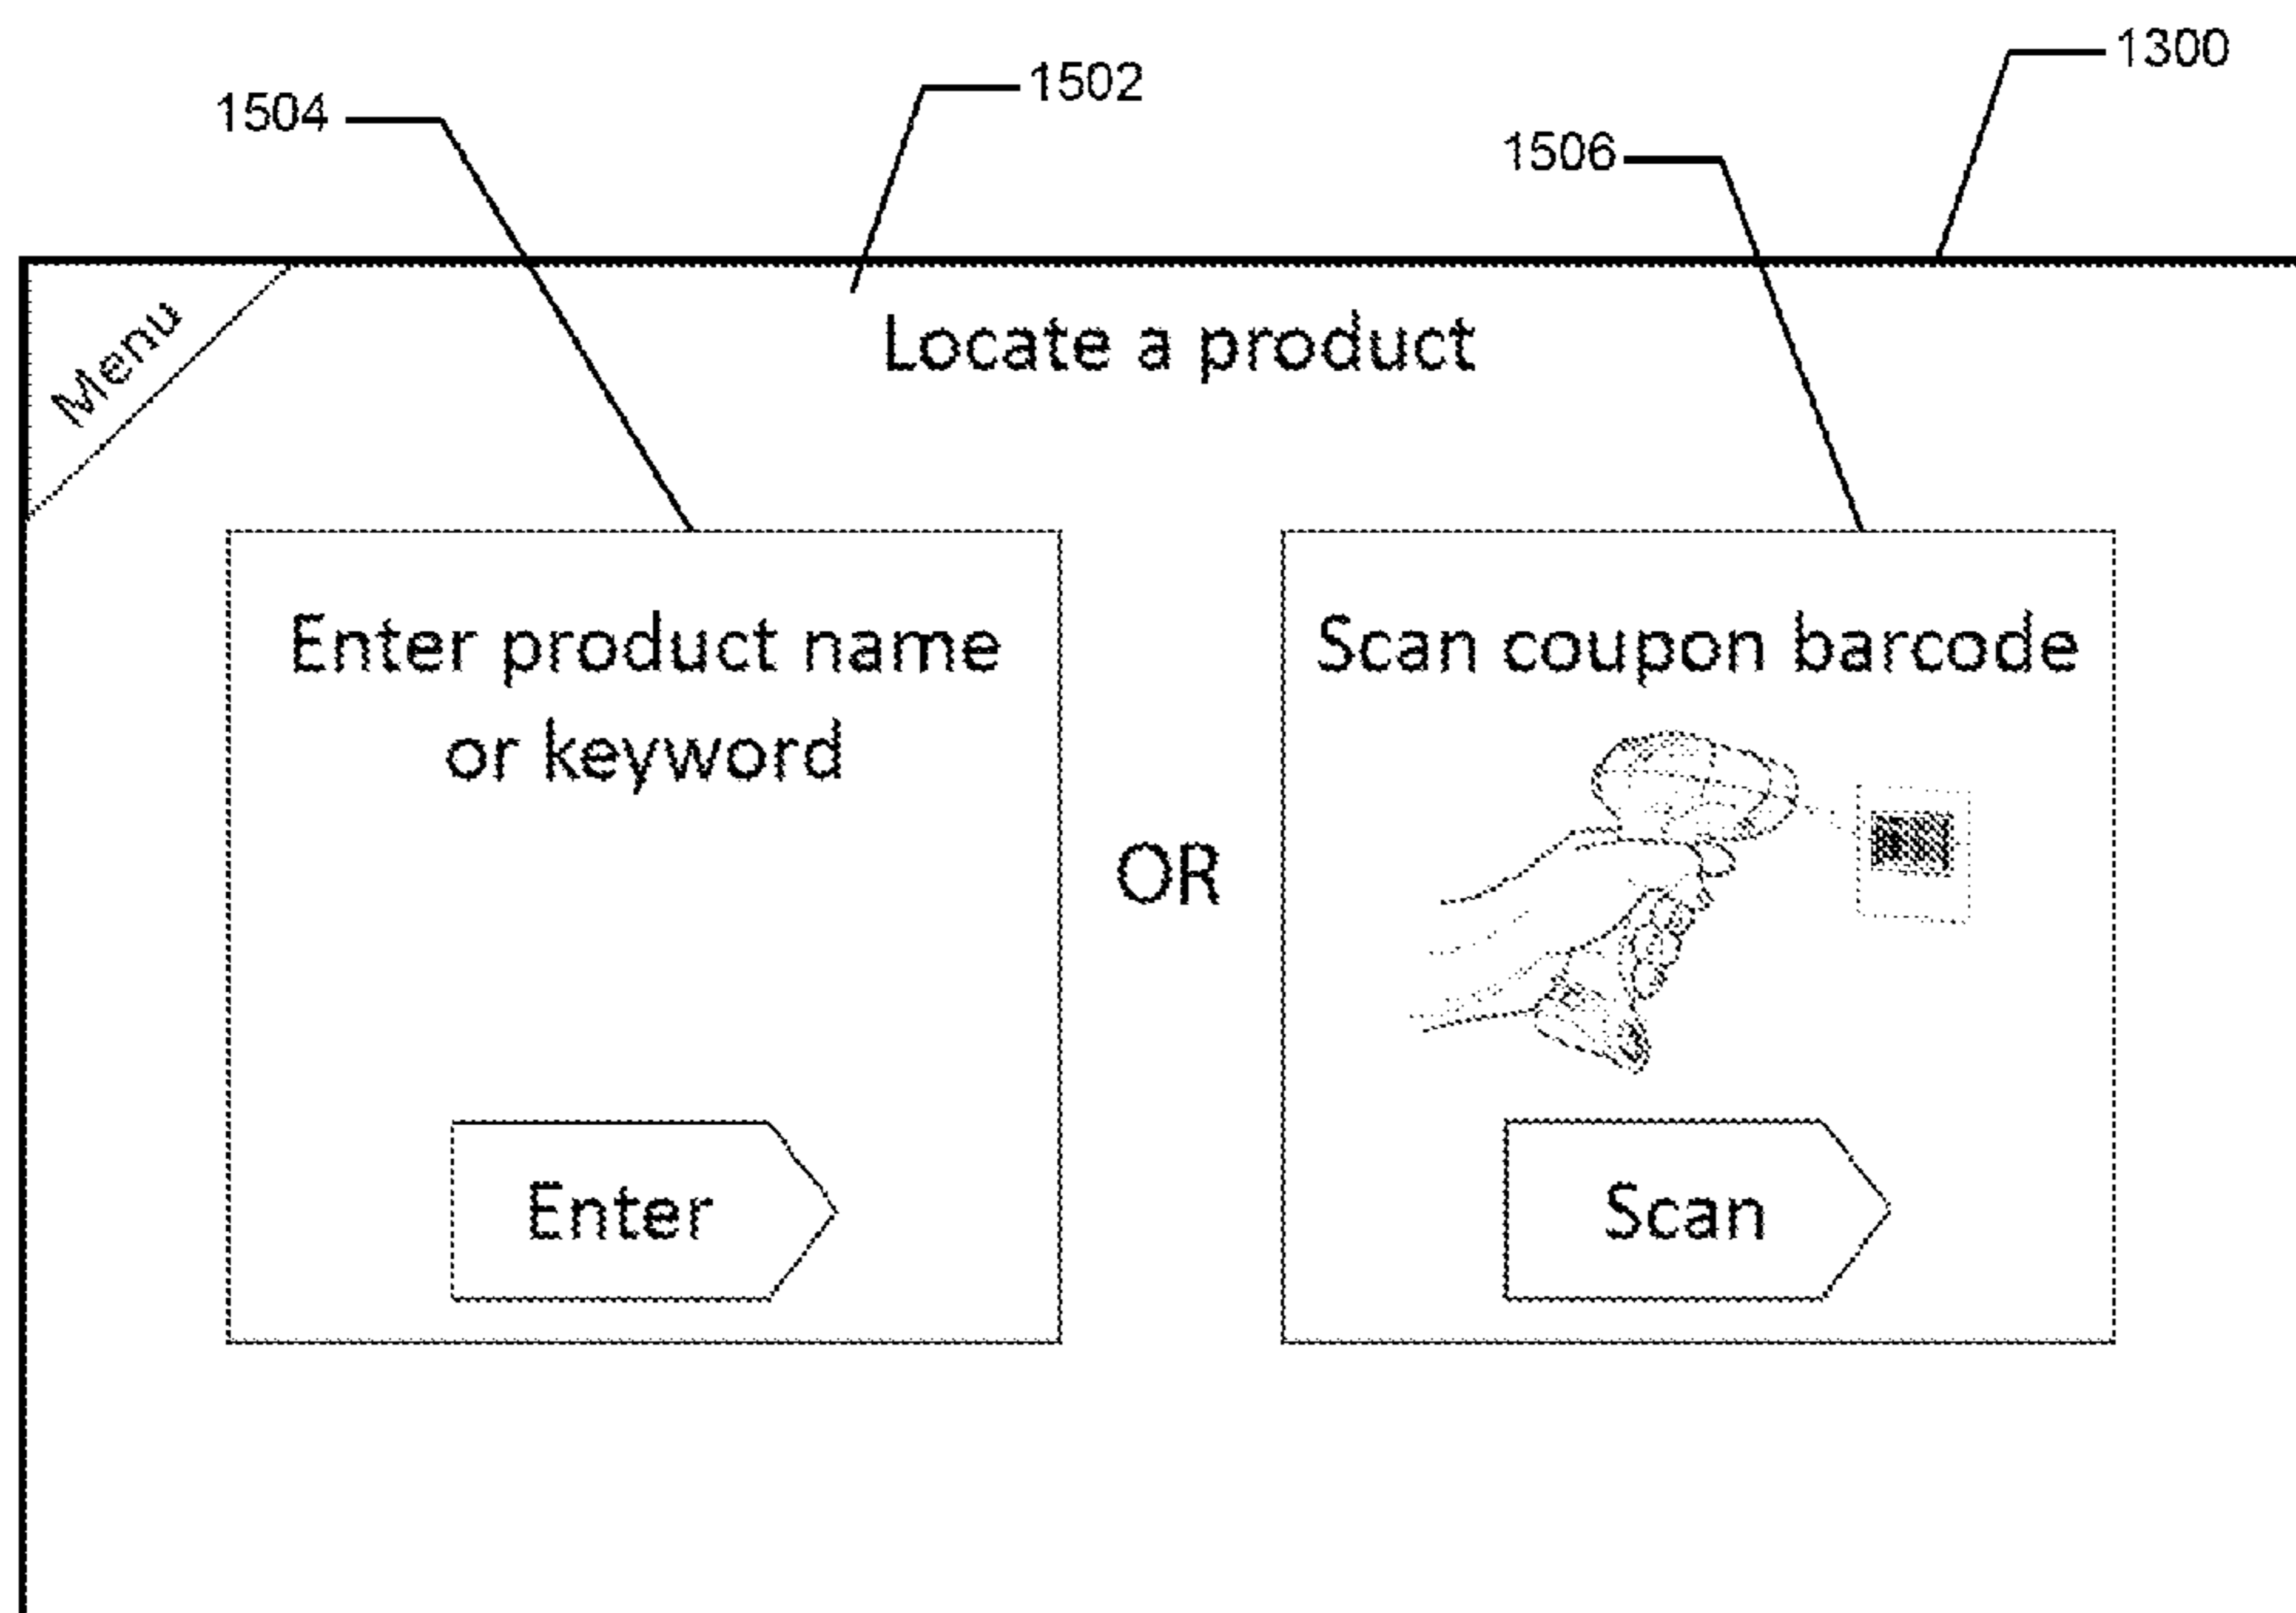 1300
1502
1504
1506
Menu
Locate a product
Enter product name
or keyword
Enter
OR
Scan coupon barcode
Scan